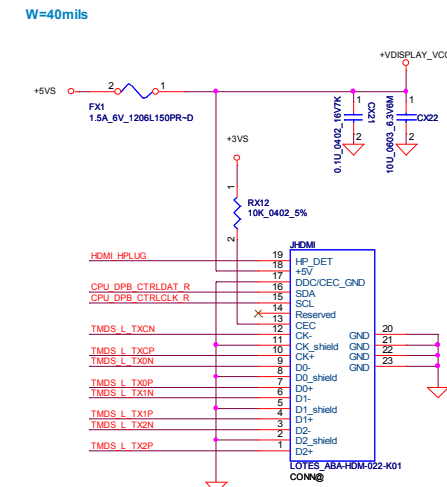 W=40mils
+VDISPLAY_VCC
+5VS
2
1
FX1
1.5A_6V_1206L150PR~D
1
2
0.1U_0402_16V7K
CX21
1
2
10U_0603_6.3V6M
CX22
+3VS
1
2
RX12
10K_0402_5%
JHDMI
HDMI_HPLUG
19
HP_DET
18
+5V
17
DDC/CEC_GND
CPU_DPB_CTRLDAT_R
16
SDA
CPU_DPB_CTRLCLK_R
15
SCL
14
Reserved
13
CEC
TMDS_L_TXCN
12
CK-
11
CK_shield
TMDS_L_TXCP
10
CK+
TMDS_L_TX0N
9
D0-
8
D0_shield
TMDS_L_TX0P
7
D0+
TMDS_L_TX1N
6
D1-
5
D1_shield
TMDS_L_TX1P
4
D1+
TMDS_L_TX2N
3
D2-
2
D2_shield
TMDS_L_TX2P
1
D2+
GND
20
GND
21
GND
22
GND
23
LOTES_ABA-HDM-022-K01
CONN@